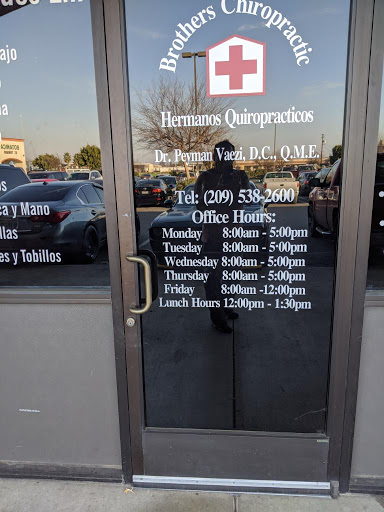 Brothers Chiropractic
Hermanos Quiropracticos
Dr. Peyman Vaezi, D.C., Q.M.E.
Tel: (209) 538-2600
Office Hours:
Monday 8:00am - 5:00pm
Tuesday 8:00am - 5:00pm
Wednesday 8:00am - 5:00pm
Thursday 8:00am - 5:00pm
Friday 8:00am -12:00pm
Lunch Hours 12:00pm - 1:30pm
ajo
a y Mano
llas
s y Tobillos